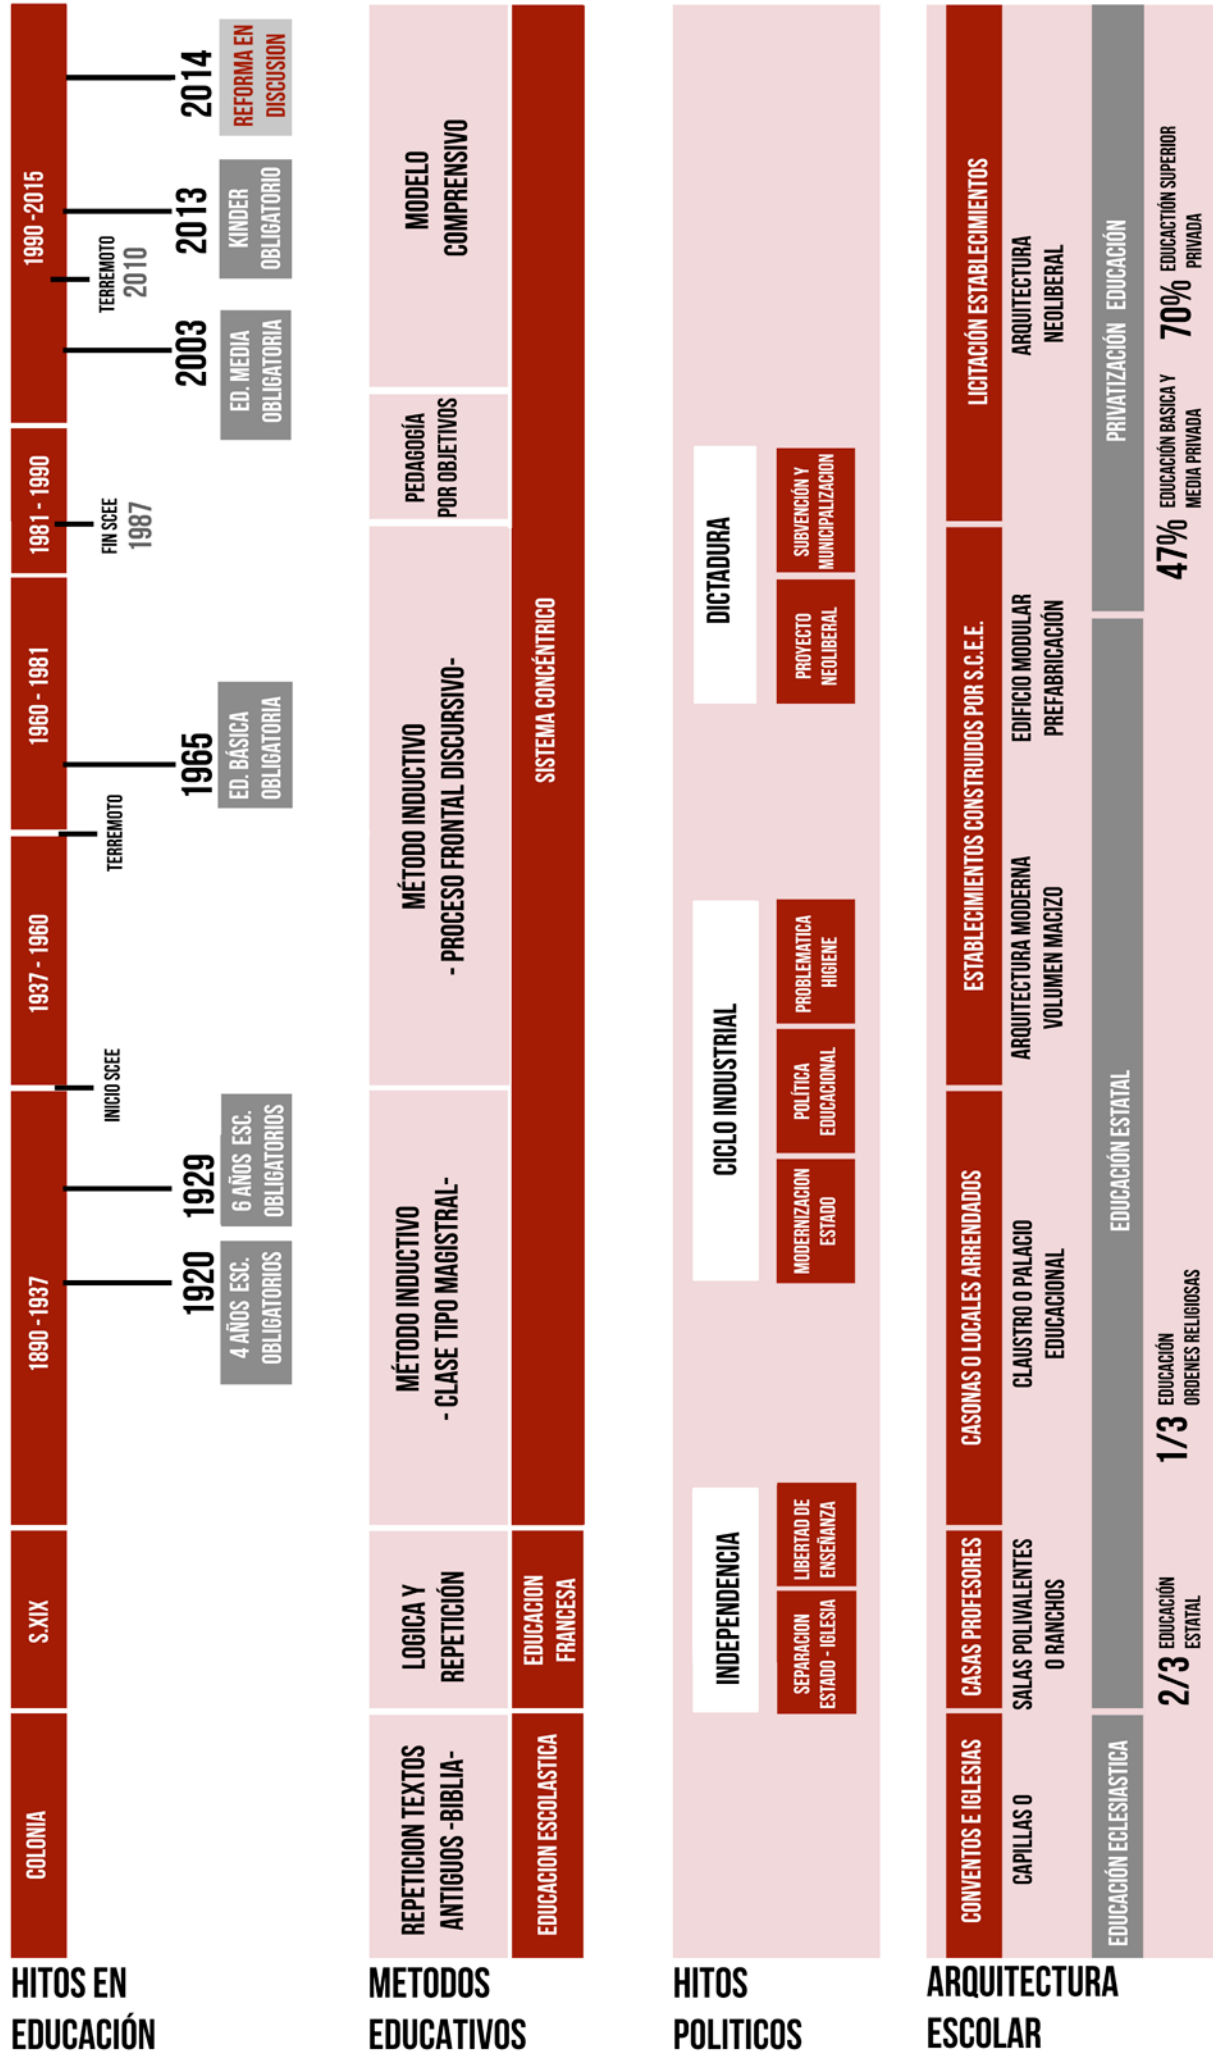 HITOS EN
EDUCACIÓN
COLONIA
S.XIX
1890 -1937
1937 - 1960
1960 - 1981
1981 - 1990
1990 -2015
INICIO SCEE
TERREMOTO
FIN SCEE
1987
TERREMOTO
2010
1920
4 AÑOS ESC.
OBLIGATORIOS
1929
6 AÑOS ESC.
OBLIGATORIOS
1965
ED. BÁSICA
OBLIGATORIA
2003
ED. MEDIA
OBLIGATORIA
2013
KINDER
OBLIGATORIO
2014
REFORMA EN
DISCUSION
METODOS
EDUCATIVOS
REPETICION TEXTOS
ANTIGUOS -BIBLIA-
LOGICA Y
REPETICIÓN
MÉTODO INDUCTIVO
- CLASE TIPO MAGISTRAL-
MÉTODO INDUCTIVO
- PROCESO FRONTAL DISCURSIVO-
PEDAGOGÍA
POR OBJETIVOS
MODELO
COMPRENSIVO
EDUCACION ESCOLASTICA
EDUCACION
FRANCESA
SISTEMA CONCÉNTRICO
HITOS
POLITICOS
INDEPENDENCIA
SEPARACION
ESTADO - IGLESIA
LIBERTAD DE
ENSEÑANZA
CICLO INDUSTRIAL
MODERNIZACION
ESTADO
POLÍTICA
EDUCACIONAL
PROBLEMATICA
HIGIENE
DICTADURA
PROYECTO
NEOLIBERAL
SUBVENCIÓN Y
MUNICIPALIZACION
ARQUITECTURA
ESCOLAR
CONVENTOS E IGLESIAS
CASAS PROFESORES
CASONAS O LOCALES ARRENDADOS
ESTABLECIMIENTOS CONSTRUIDOS POR S.C.E.E.
LICITACIÓN ESTABLECIMIENTOS
CAPILLAS O
SALAS POLIVALENTES
O RANCHOS
CLAUSTRO O PALACIO
EDUCACIONAL
ARQUITECTURA MODERNA
VOLUMEN MACIZO
EDIFICIO MODULAR
PREFABRICACIÓN
ARQUITECTURA
NEOLIBERAL
EDUCACIÓN ECLESIASTICA
EDUCACIÓN ESTATAL
PRIVATIZACIÓN EDUCACIÓN
2/3 EDUCACIÓN
ESTATAL
1/3 EDUCACIÓN
ORDENES RELIGIOSAS
47% EDUCACIÓN BASICA Y
MEDIA PRIVADA
70% EDUCACTIÓN SUPERIOR
PRIVADA